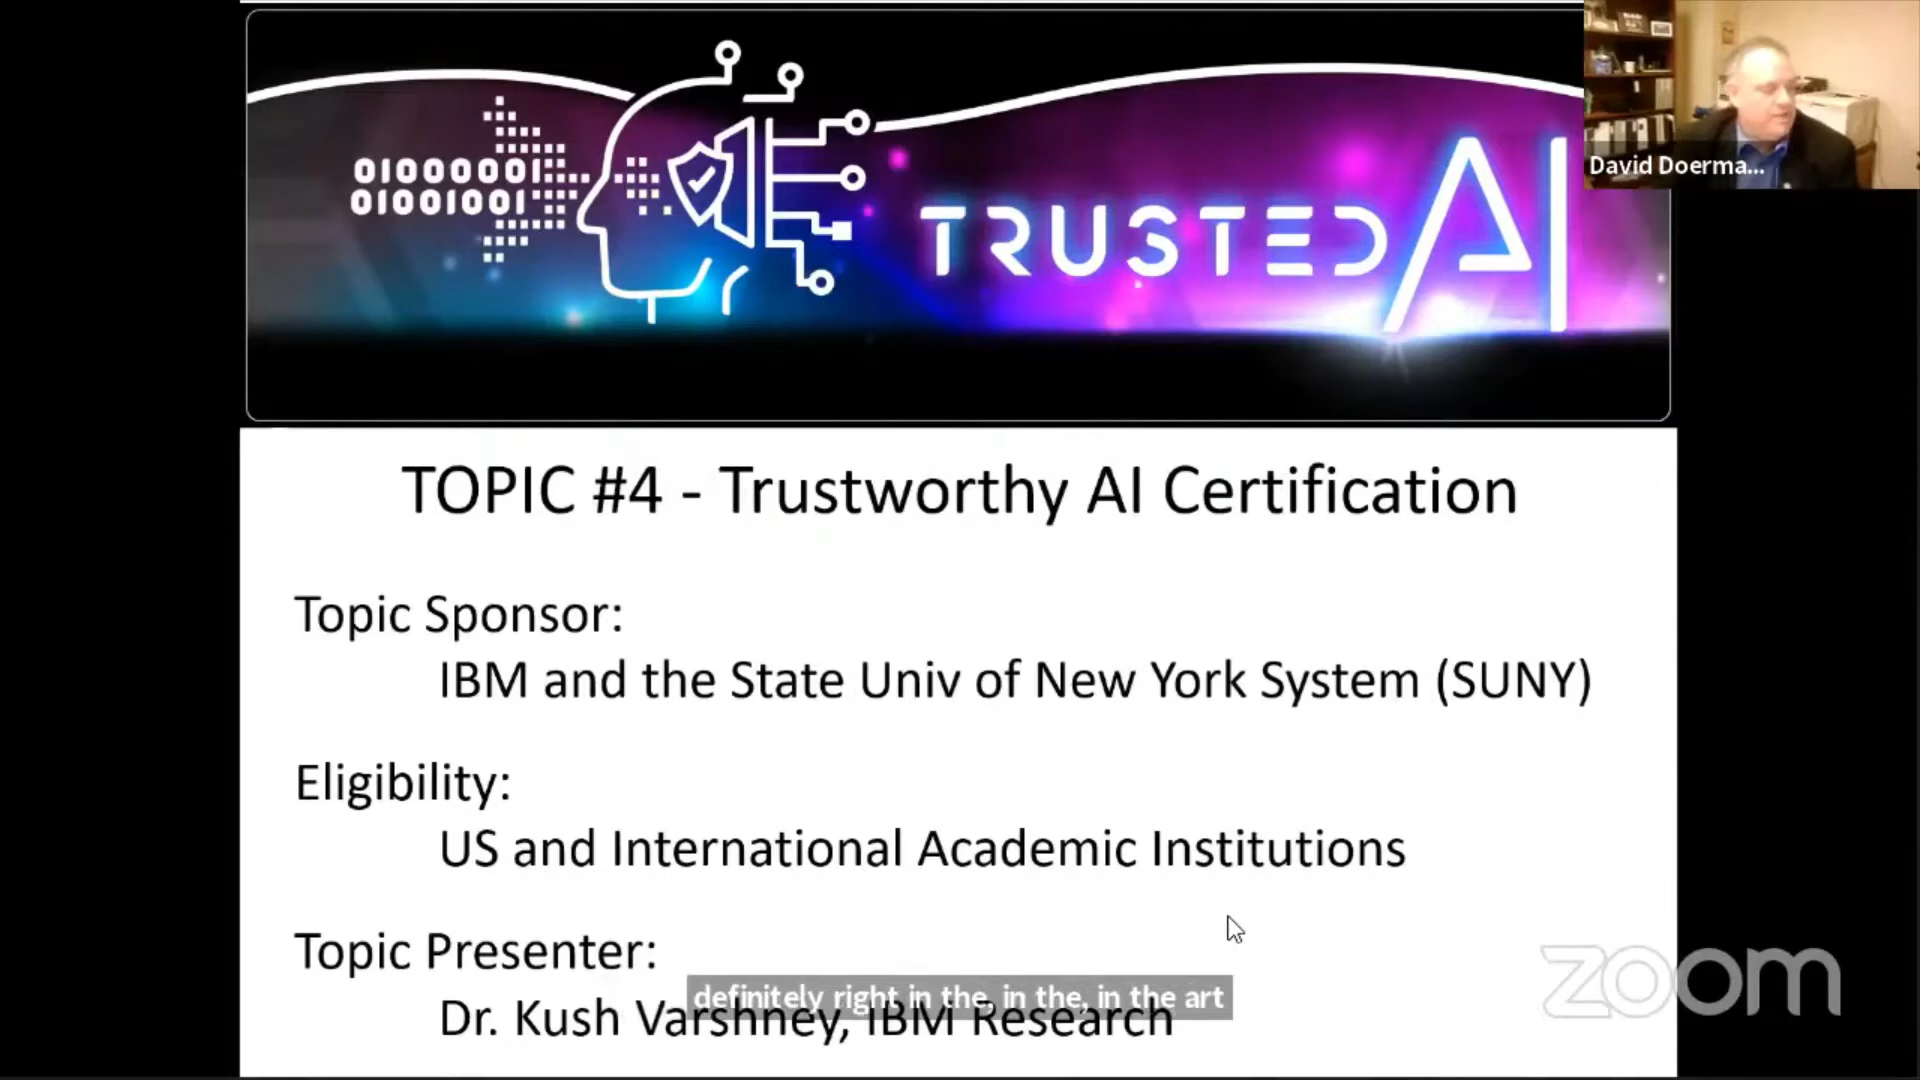 01000001
01001001
TRUSTED AI
David Doerma...
TOPIC #4 - Trustworthy AI Certification
Topic Sponsor:
IBM and the State Univ of New York System (SUNY)
Eligibility:
US and International Academic Institutions
Topic Presenter:
definitely right in the, in the, in the art
Dr. Kush Varshney, IBM Research
zoom